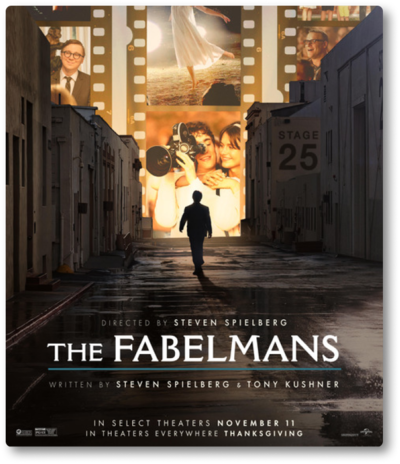 STAGE
25
DIRECTED BY STEVEN SPIELBERG
THE FABELMANS
WRITTEN BY STEVEN SPIELBERG & TONY KUSHNER
IN SELECT THEATERS NOVEMBER 11
IN THEATERS EVERYWHERE THANKSGIVING